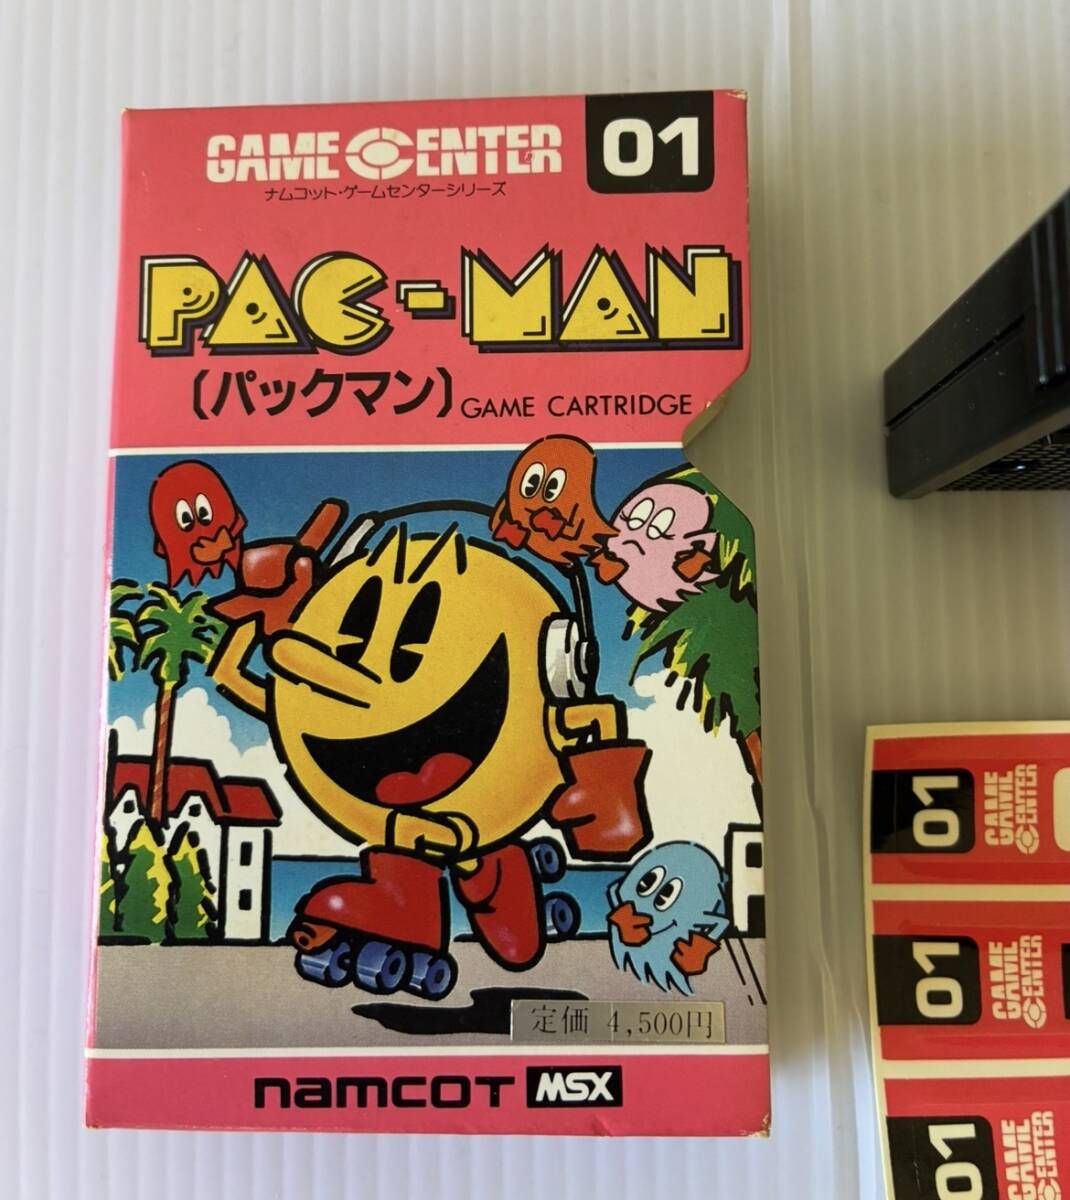 GAME CENTER 01
ナムコット・ゲームセンターシリーズ
PAC-MAN
〔パックマン〕
GAME CARTRIDGE
定価 4,500円
namcot MSX
01 GAME CENTER
01 GAME CENTER
01 GAME CENTER